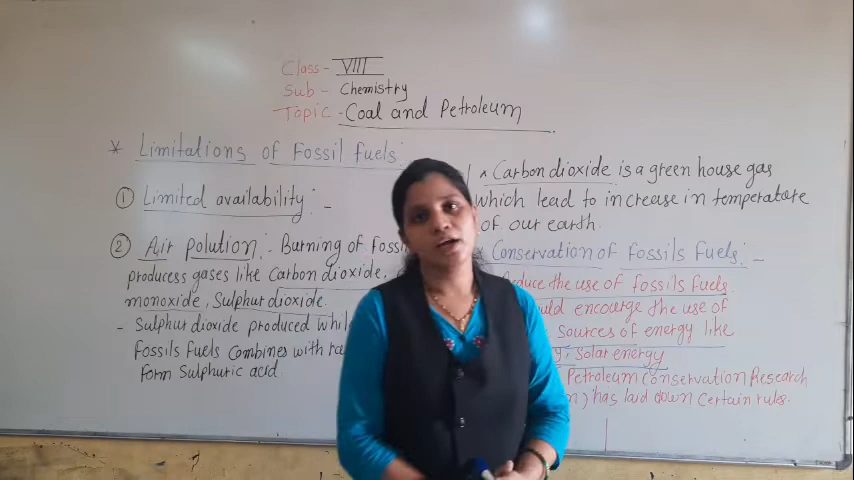 Class - VIII
Sub - Chemistry
Topic - Coal and Petroleum
* Limitations of Fossil fuels:
① Limited availability : -
② Air polution : - Burning of Fossi
producess gases like Carbon dioxide,
monoxide, Sulphur dioxide.
- Sulphur dioxide produced whil
fossils fuels combines with
form Sulphuric acid.
* Carbon dioxide is a green house gas
which lead to increase in temperature
of our earth.
Conservation of fossils fuels : -
educe the use of fossils fuels
uld encourge the use of
sources of energy like
Solar energy
Petroleum Conservation Research
n) has laid down certain rules.